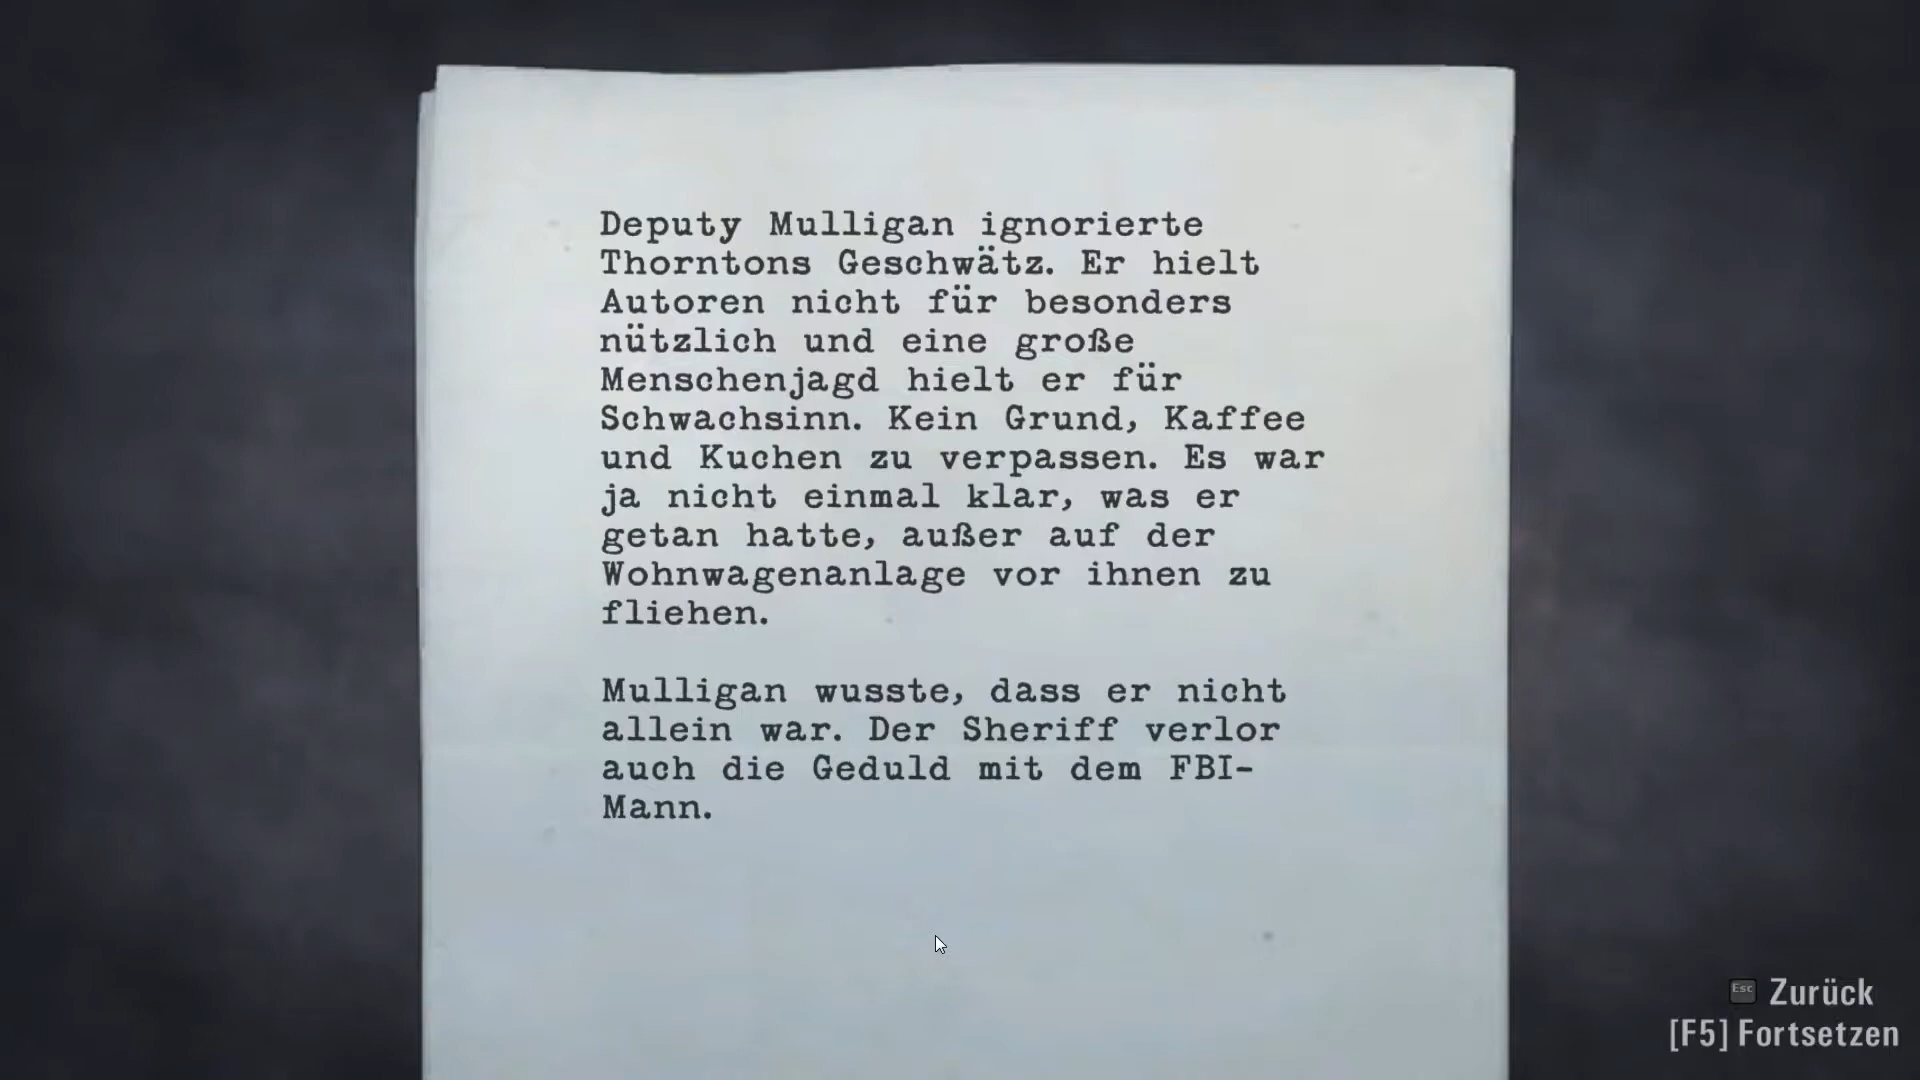 Deputy Mulligan ignorierte
Thorntons Geschwätz. Er hielt
Autoren nicht für besonders
nützlich und eine große
Menschenjagd hielt er für
Schwachsinn. Kein Grund, Kaffee
und Kuchen zu verpassen. Es war
ja nicht einmal klar, was er
getan hatte, außer auf der
Wohnwagenanlage vor ihnen zu
fliehen.
Mulligan wusste, dass er nicht
allein war. Der Sheriff verlor
auch die Geduld mit dem FBI-
Mann.
Esc Zurück
[F5] Fortsetzen